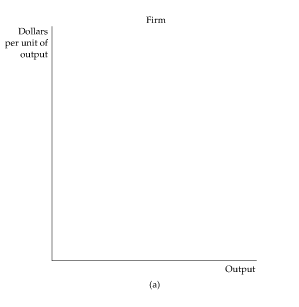 Firm
Dollars
per unit of
output
Output
(a)